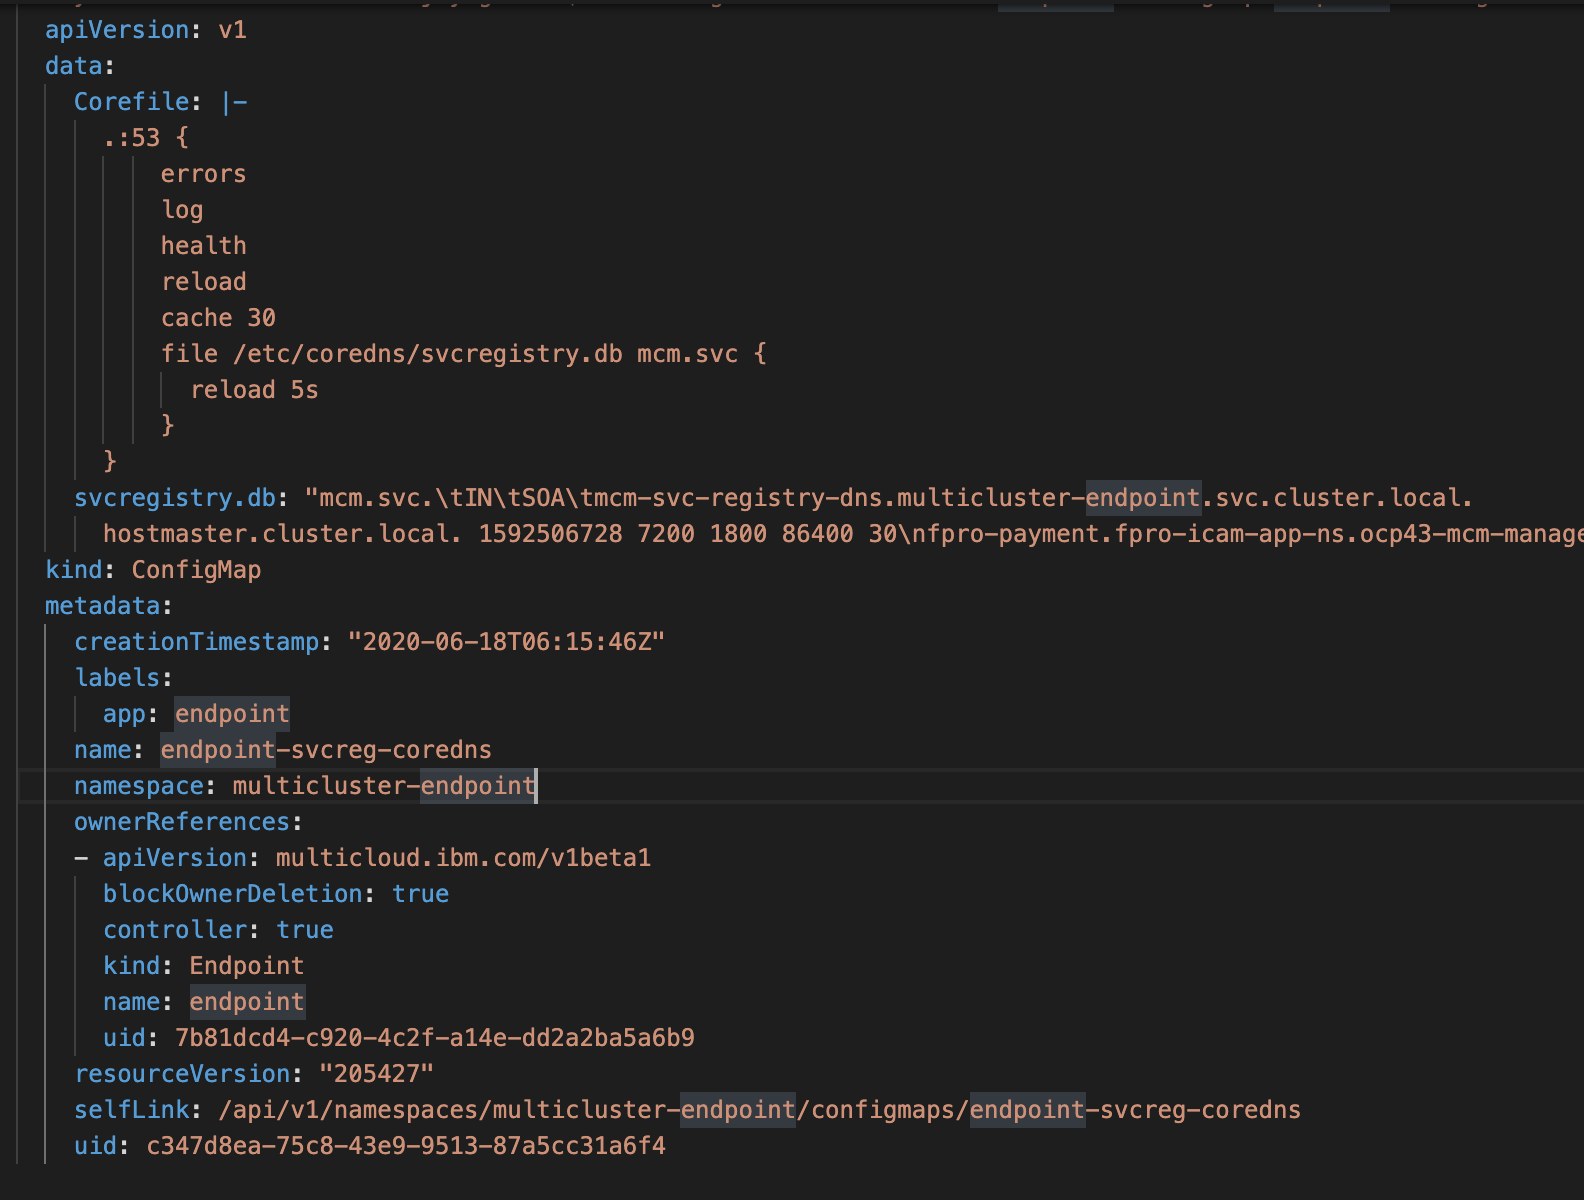 apiVersion: v1
data:
Corefile: |-
.:53 {
errors
log
health
reload
cache 30
file /etc/coredns/svcregistry.db mcm.svc {
reload 5s
}
}
svcregistry.db: "mcm.svc.\tIN\tSOA\tmcm-svc-registry-dns.multicluster-endpoint.svc.cluster.local.
hostmaster.cluster.local. 1592506728 7200 1800 86400 30\nfpro-payment.fpro-icam-app-ns.ocp43-mcm-manage
kind: ConfigMap
metadata:
creationTimestamp: "2020-06-18T06:15:46Z"
labels:
app: endpoint
name: endpoint-svcreg-coredns
namespace: multicluster-endpoint
ownerReferences:
- apiVersion: multicloud.ibm.com/v1beta1
blockOwnerDeletion: true
controller: true
kind: Endpoint
name: endpoint
uid: 7b81dcd4-c920-4c2f-a14e-dd2a2ba5a6b9
resourceVersion: "205427"
selfLink: /api/v1/namespaces/multicluster-endpoint/configmaps/endpoint-svcreg-coredns
uid: c347d8ea-75c8-43e9-9513-87a5cc31a6f4